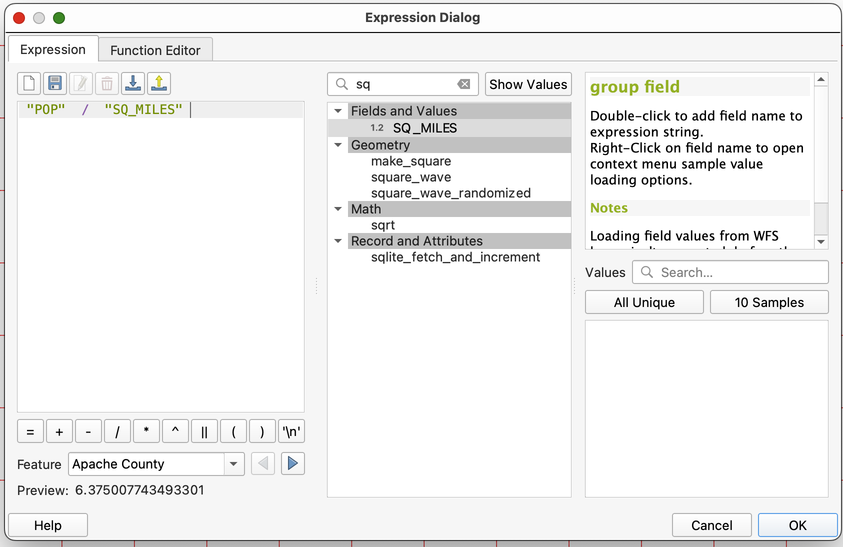 Expression Dialog
Expression
Function Editor
"POP" / "SQ_MILES"
=
+
-
/
*
^
||
(
)
'\n'
Feature
Apache County
Preview: 6.375007743493301
sq
Show Values
Fields and Values
1.2 SQ_MILES
Geometry
make_square
square_wave
square_wave_randomized
Math
sqrt
Record and Attributes
sqlite_fetch_and_increment
group field
Double-click to add field name to
expression string.
Right-Click on field name to open
context menu sample value
loading options.
Notes
Loading field values from WFS
Values
Search...
All Unique
10 Samples
Help
Cancel
OK